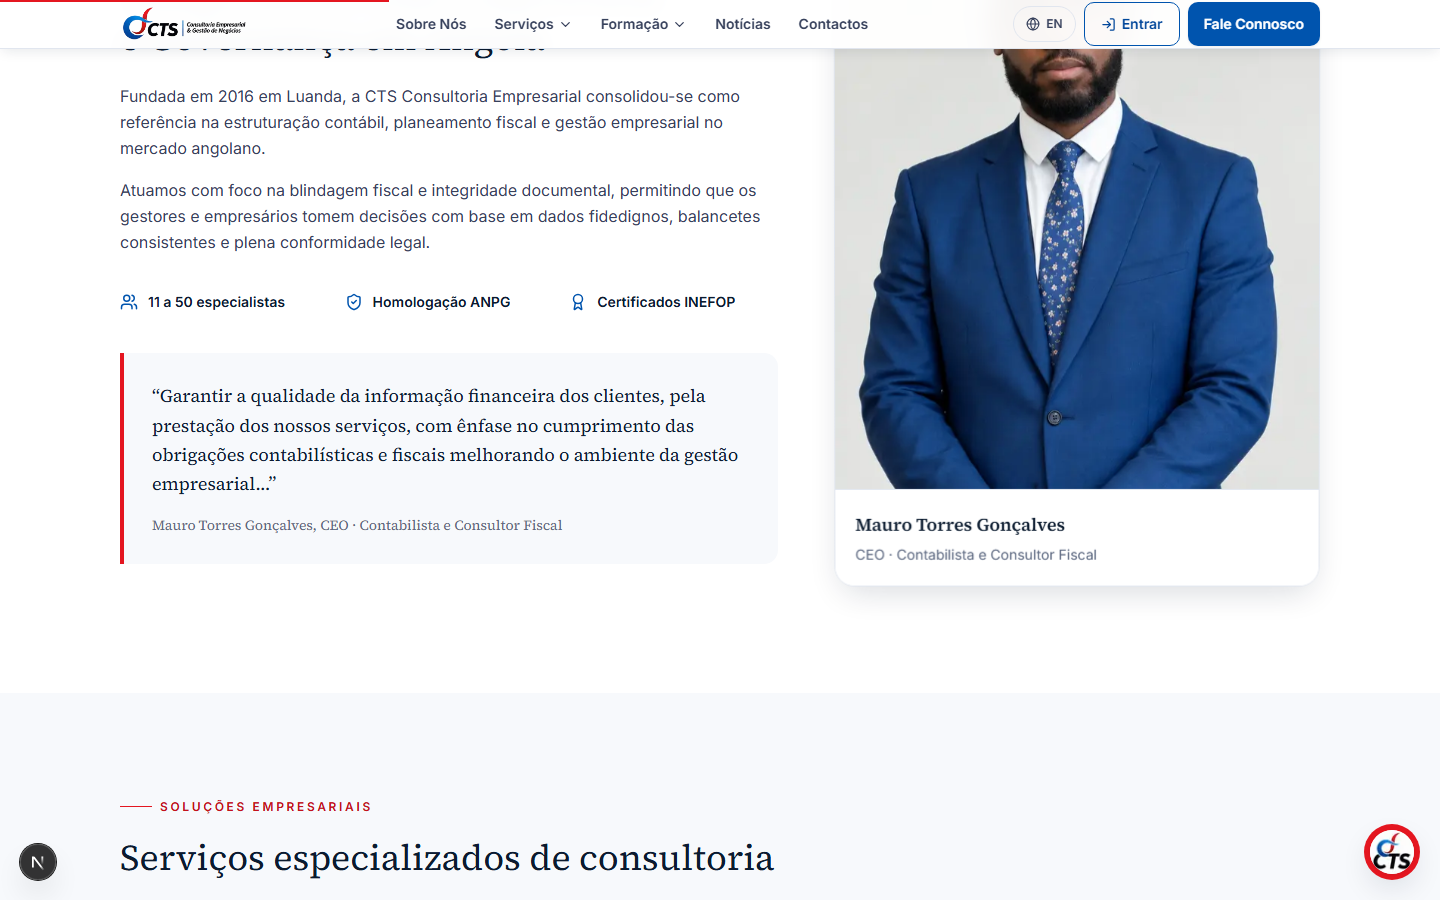 CTS Consultoria Empresarial
& Gestão de Negócios
Sobre Nós
Serviços
Formação
Notícias
Contactos
EN
Entrar
Fale Connosco
e Governança em Angola
Fundada em 2016 em Luanda, a CTS Consultoria Empresarial consolidou-se como
referência na estruturação contábil, planeamento fiscal e gestão empresarial no
mercado angolano.
Atuamos com foco na blindagem fiscal e integridade documental, permitindo que os
gestores e empresários tomem decisões com base em dados fidedignos, balancetes
consistentes e plena conformidade legal.
11 a 50 especialistas
Homologação ANPG
Certificados INEFOP
“Garantir a qualidade da informação financeira dos clientes, pela
prestação dos nossos serviços, com ênfase no cumprimento das
obrigações contabilísticas e fiscais melhorando o ambiente da gestão
empresarial...”
Mauro Torres Gonçalves, CEO · Contabilista e Consultor Fiscal
Mauro Torres Gonçalves
CEO · Contabilista e Consultor Fiscal
SOLUÇÕES EMPRESARIAIS
Serviços especializados de consultoria
N
CTS